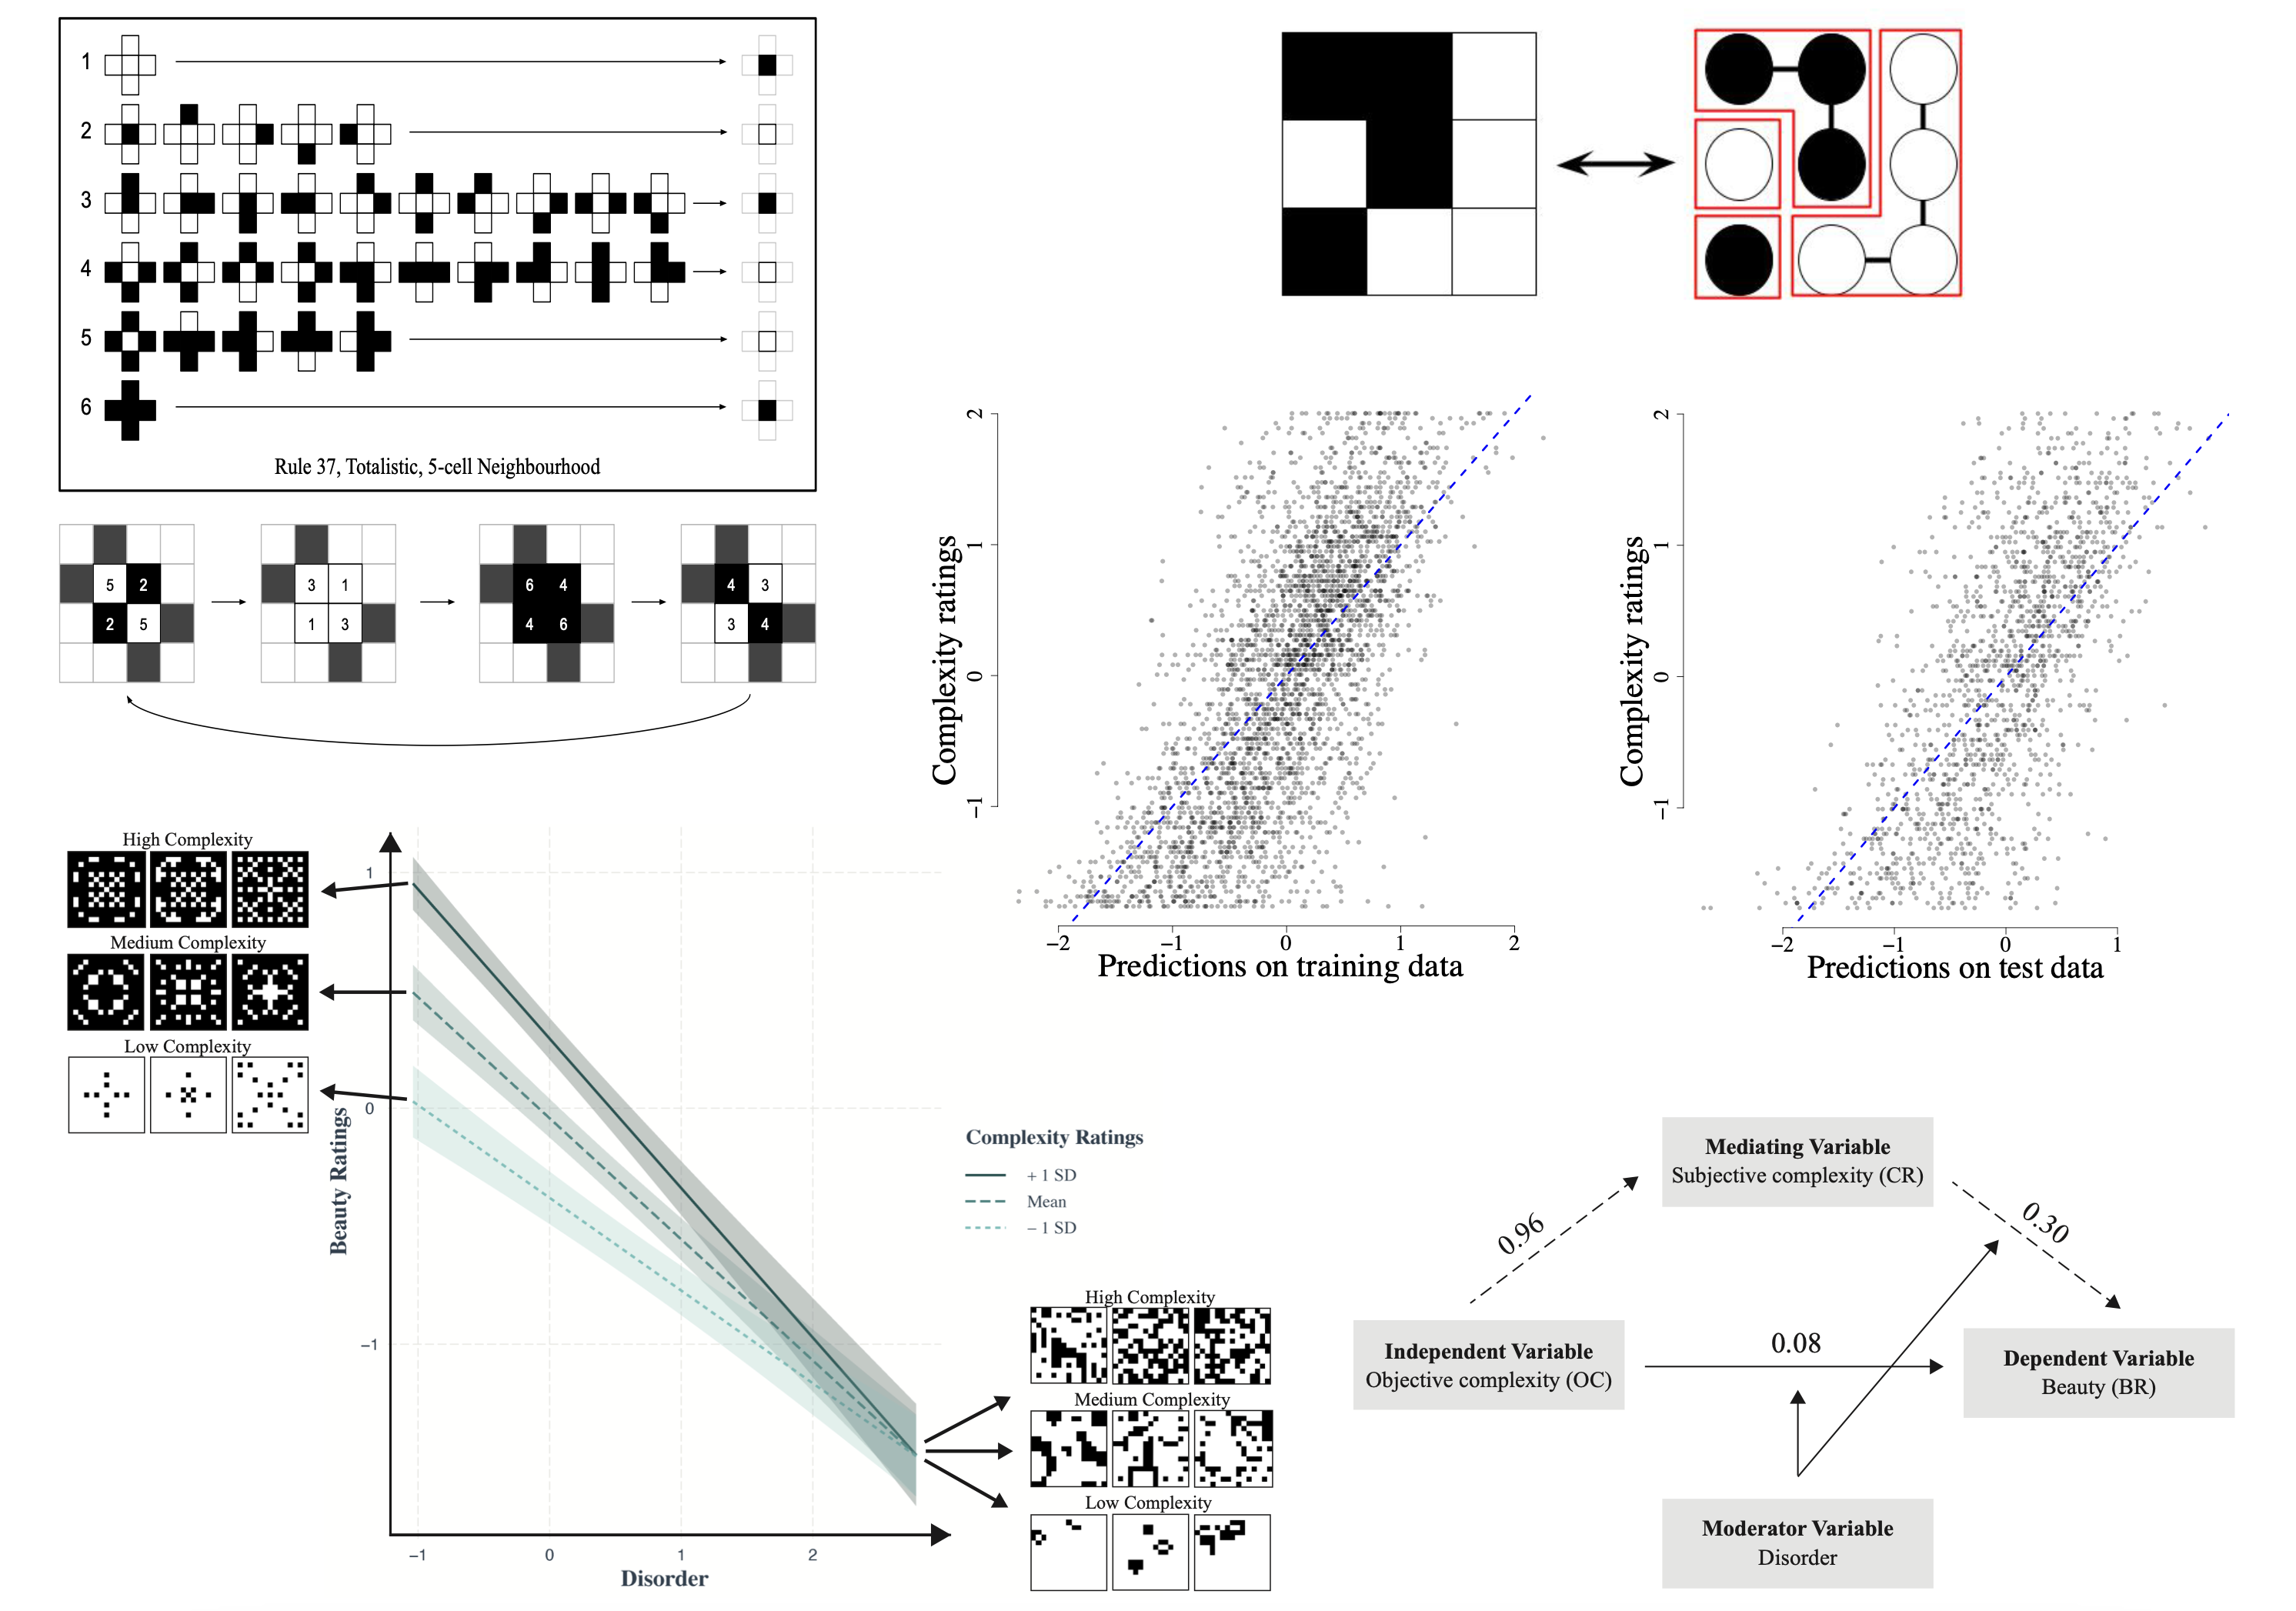 1
2
3
4
5
6
Rule 37, Totalistic, 5-cell Neighbourhood
5 2
2 5
3 1
1 3
6 4
4 6
4 3
3 4
Complexity ratings
2
1
0
−1
−2 −1 0 1 2
Predictions on training data
Complexity ratings
2
1
0
−1
−2 −1 0 1
Predictions on test data
High Complexity
Medium Complexity
Low Complexity
Beauty Ratings
1
0
−1
−1 0 1 2
Disorder
Complexity Ratings
+ 1 SD
Mean
− 1 SD
High Complexity
Medium Complexity
Low Complexity
Mediating Variable
Subjective complexity (CR)
0.96
0.30
Independent Variable
Objective complexity (OC)
0.08
Dependent Variable
Beauty (BR)
Moderator Variable
Disorder